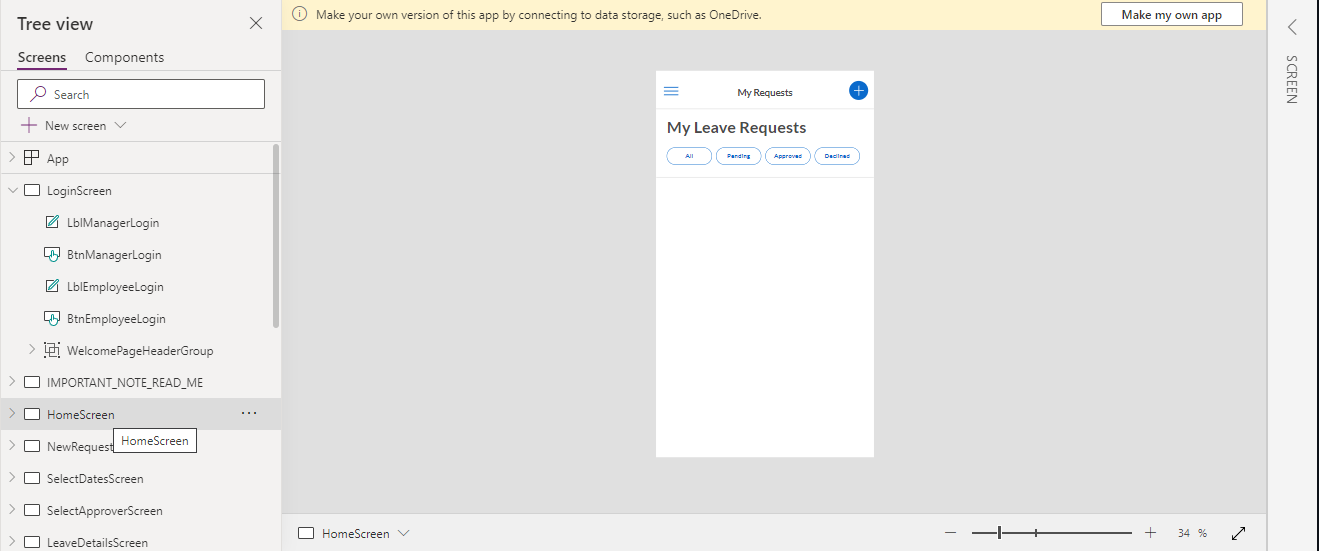 Tree view
Screens Components
Search
New screen
App
LoginScreen
LblManagerLogin
BtnManagerLogin
LblEmployeeLogin
BtnEmployeeLogin
WelcomePageHeaderGroup
IMPORTANT_NOTE_READ_ME
HomeScreen ...
HomeScreen
NewRequest
SelectDatesScreen
SelectApproverScreen
LeaveDetailsScreen
Make your own version of this app by connecting to data storage, such as OneDrive. Make my own app
My Requests
My Leave Requests
All Pending Approved Declined
HomeScreen 34 %
SCREEN